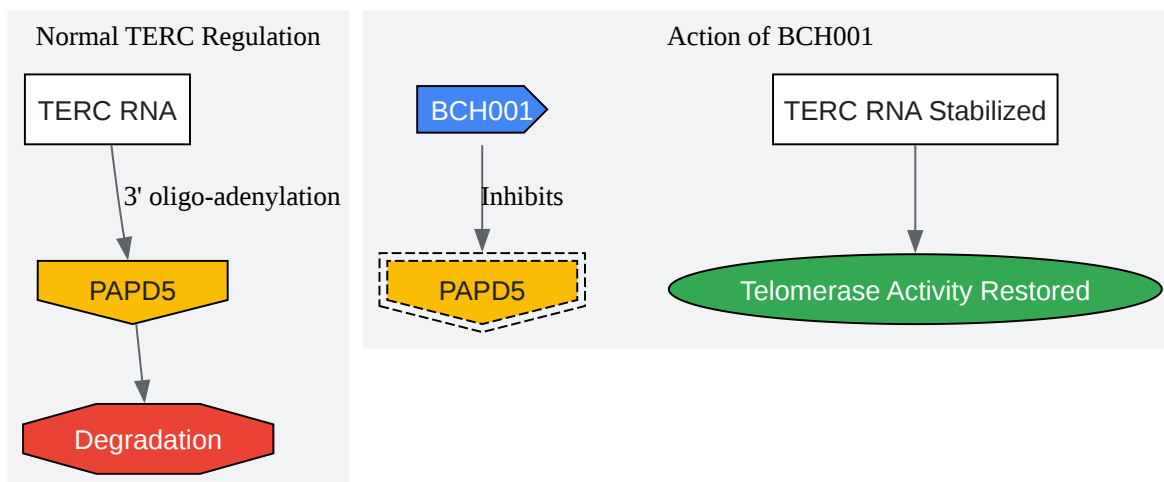 Normal TERC Regulation
TERC RNA
3' oligo-adenylation
PAPD5
Degradation
Action of BCH001
BCH001
Inhibits
PAPD5
TERC RNA Stabilized
Telomerase Activity Restored